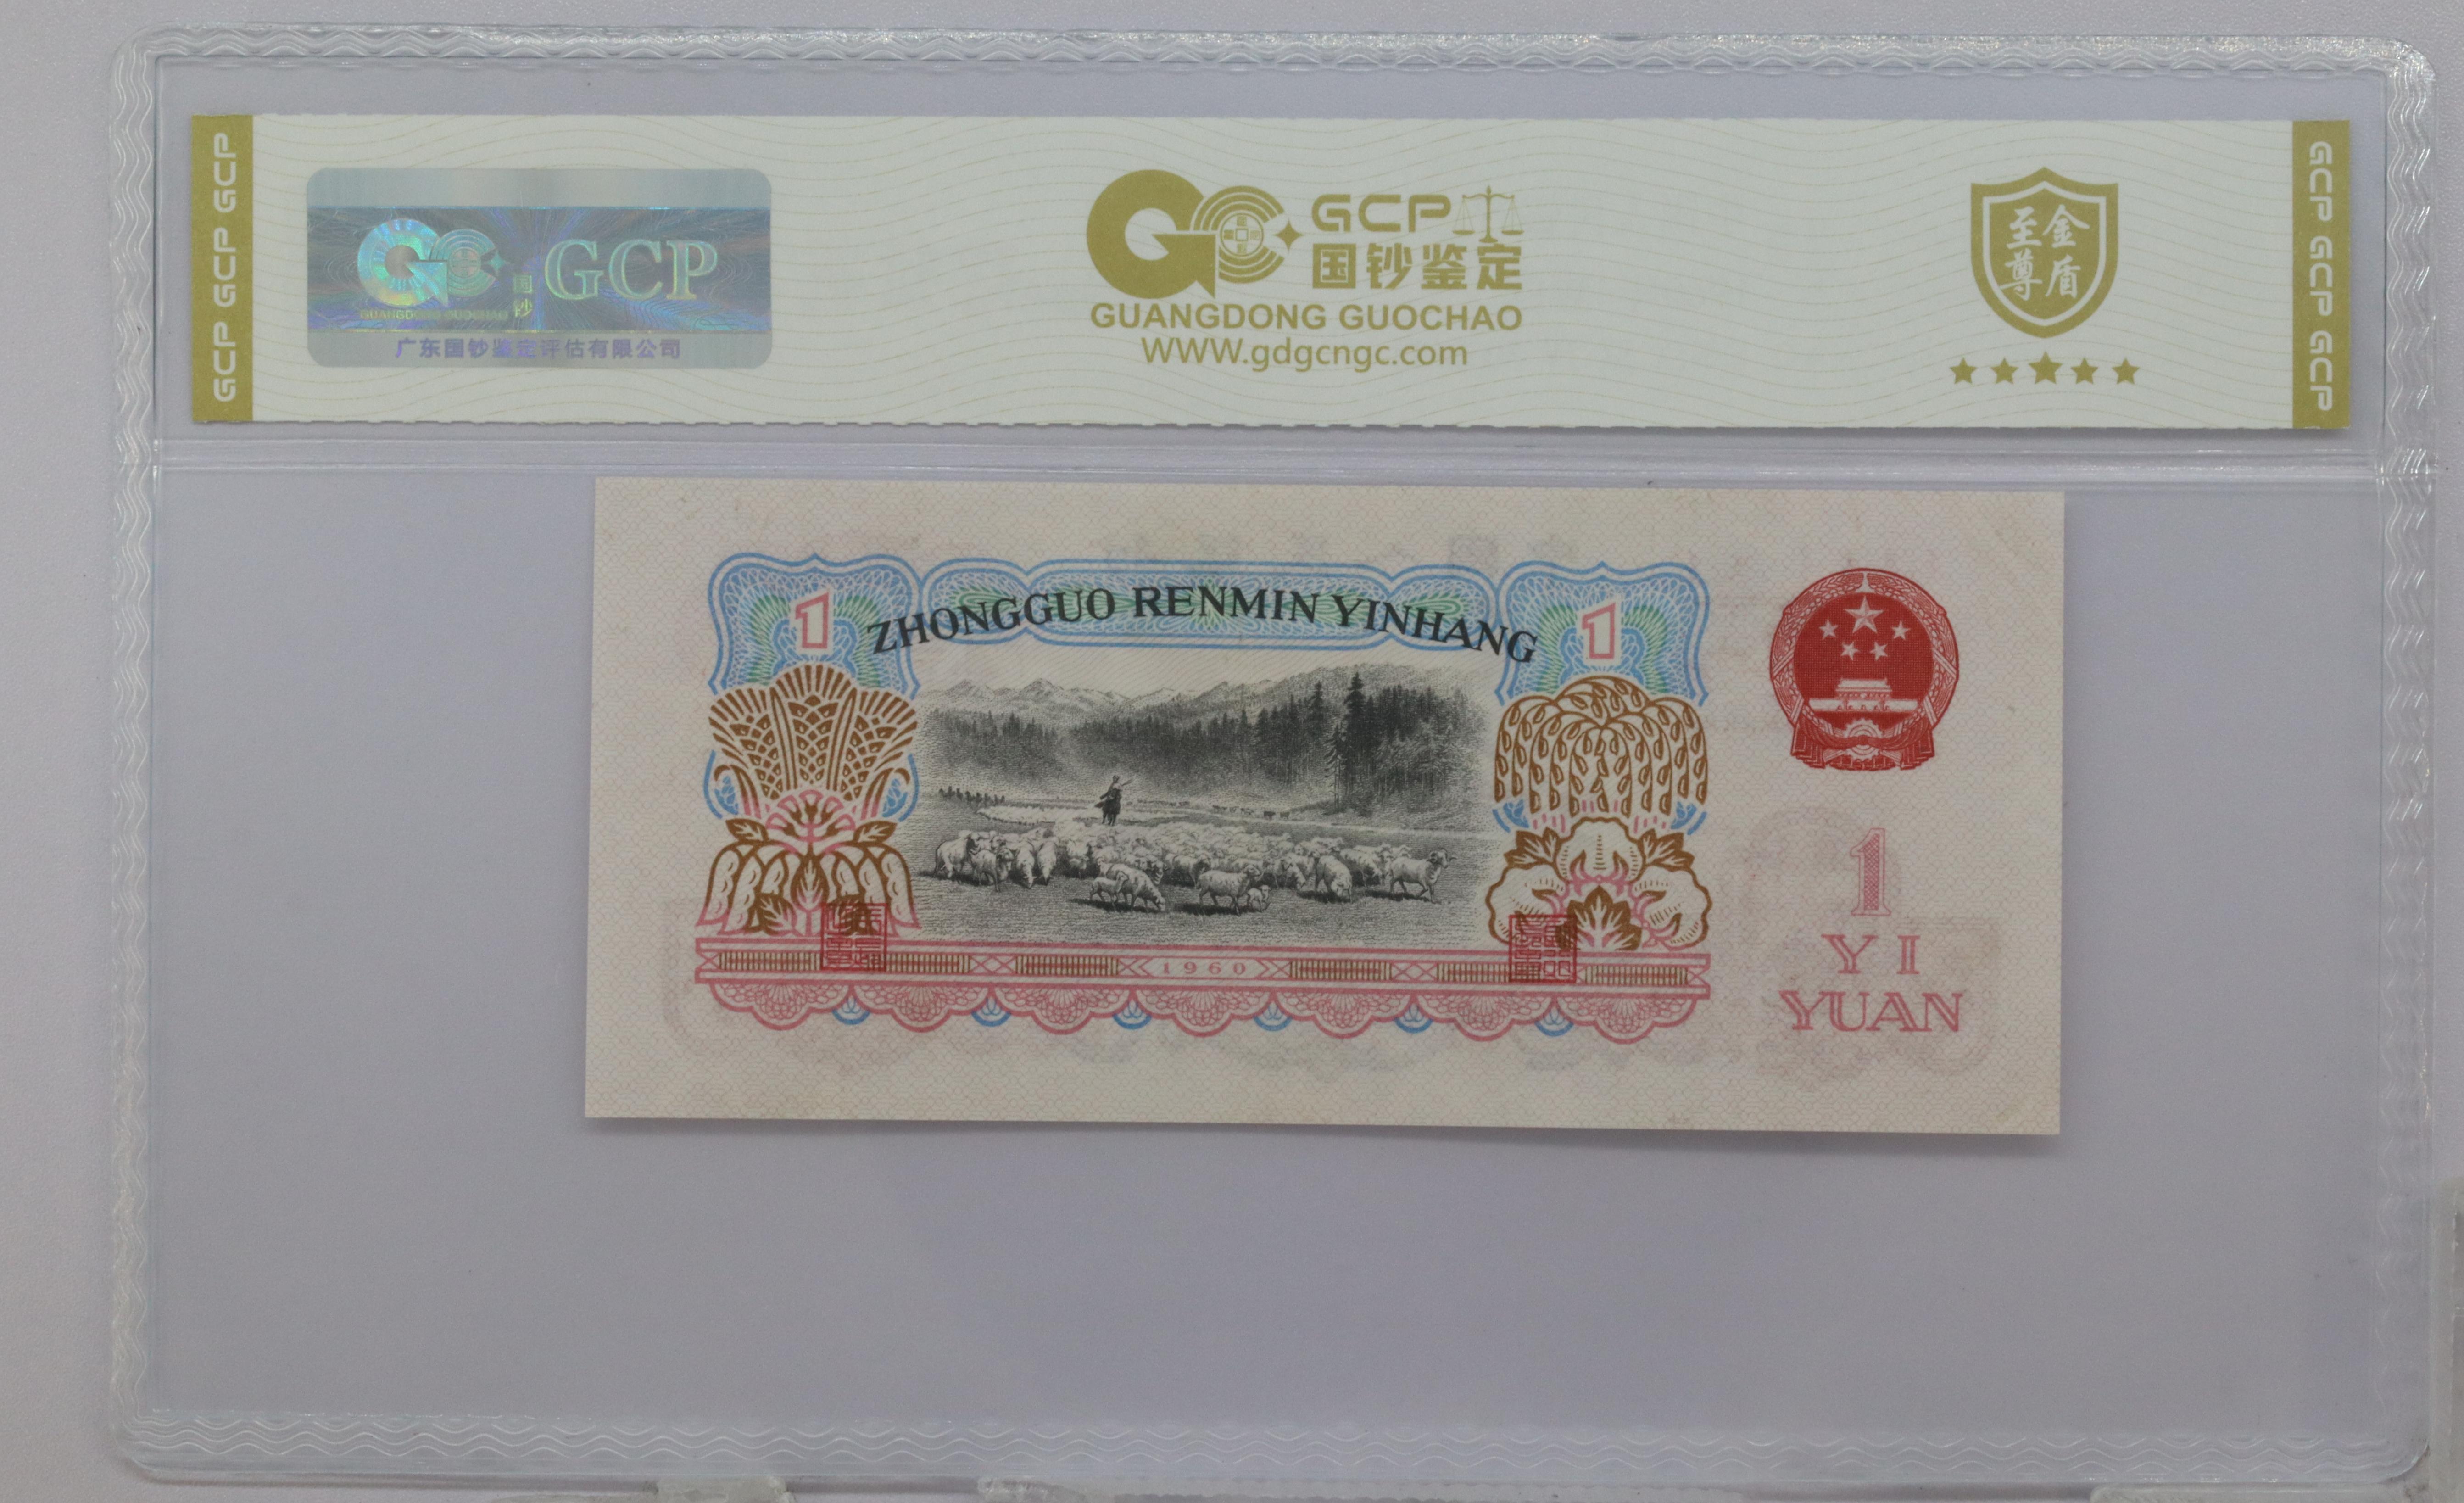 GCP GCP GCP
GCP
国钞
GUANGDONG GUOCHAO
广东国钞鉴定评估有限公司
GCP
国钞鉴定
GUANGDONG GUOCHAO
WWW.gdgcngc.com
至尊金盾
GCP GCP GCP
1
ZHONGGUO RENMIN YINHANG
1
1960
1
YI
YUAN